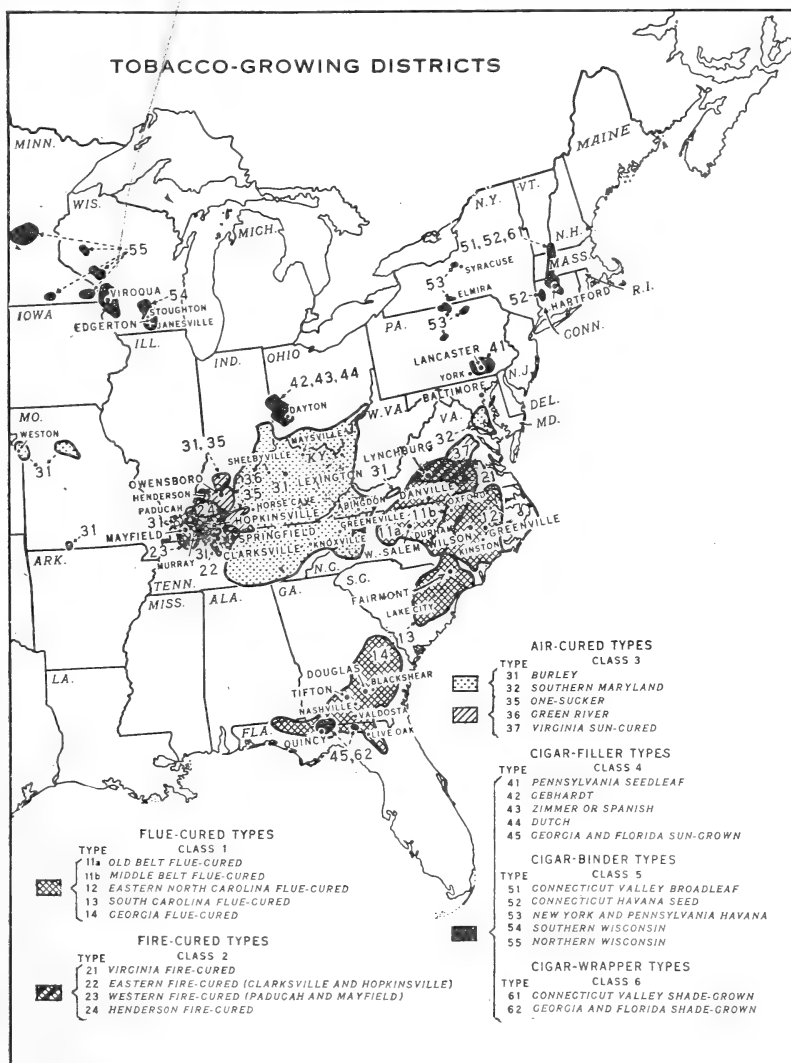 TOBACCO-GROWING DISTRICTS
MINN.
WIS.
MICH.
N.Y.
VT.
MAINE
N.H.
MASS.
R.I.
CONN.
55
51, 52, 61
SYRACUSE
53
ELMIRA
53
52
HARTFORD
VIROQUA
54
STOUGHTON
EDGERTON
JANESVILLE
IOWA
ILL.
IND.
OHIO
PA.
LANCASTER
41
YORK
N.J.
BALTIMORE
DEL.
MD.
42, 43, 44
DAYTON
W.VA.
VA.
MO.
WESTON
31
31, 35
MAYSVILLE
SHELBYVILLE
KY.
LYNCHBURG
32
37
OWENSBORO
36
31
LEXINGTON
31
HENDERSON
24
35
HORSE CAVE
ABINGDON
DANVILLE
21
PADUCAH
HOPKINSVILLE
OXFORD
31
31
MAYFIELD
SPRINGFIELD
GREENEVILLE
11b
12
GREENVILLE
23
31
CLARKSVILLE
KNOXVILLE
11a
DURHAM
WILSON
MURRAY
22
W.-SALEM
KINSTON
ARK.
TENN.
N.C.
MISS.
ALA.
GA.
S.C.
FAIRMONT
LAKE CITY
13
LA.
14
DOUGLAS
BLACKSHEAR
TIFTON
NASHVILLE
VALDOSTA
FLA.
QUINCY
LIVE OAK
45, 62
AIR-CURED TYPES
TYPE CLASS 3
31 BURLEY
32 SOUTHERN MARYLAND
35 ONE-SUCKER
36 GREEN RIVER
37 VIRGINIA SUN-CURED
CIGAR-FILLER TYPES
TYPE CLASS 4
41 PENNSYLVANIA SEEDLEAF
42 GEBHARDT
43 ZIMMER OR SPANISH
44 DUTCH
45 GEORGIA AND FLORIDA SUN-GROWN
CIGAR-BINDER TYPES
TYPE CLASS 5
51 CONNECTICUT VALLEY BROADLEAF
52 CONNECTICUT HAVANA SEED
53 NEW YORK AND PENNSYLVANIA HAVANA
54 SOUTHERN WISCONSIN
55 NORTHERN WISCONSIN
CIGAR-WRAPPER TYPES
TYPE CLASS 6
61 CONNECTICUT VALLEY SHADE-GROWN
62 GEORGIA AND FLORIDA SHADE-GROWN
FLUE-CURED TYPES
TYPE CLASS 1
11a OLD BELT FLUE-CURED
11b MIDDLE BELT FLUE-CURED
12 EASTERN NORTH CAROLINA FLUE-CURED
13 SOUTH CAROLINA FLUE-CURED
14 GEORGIA FLUE-CURED
FIRE-CURED TYPES
TYPE CLASS 2
21 VIRGINIA FIRE-CURED
22 EASTERN FIRE-CURED (CLARKSVILLE AND HOPKINSVILLE)
23 WESTERN FIRE-CURED (PADUCAH AND MAYFIELD)
24 HENDERSON FIRE-CURED